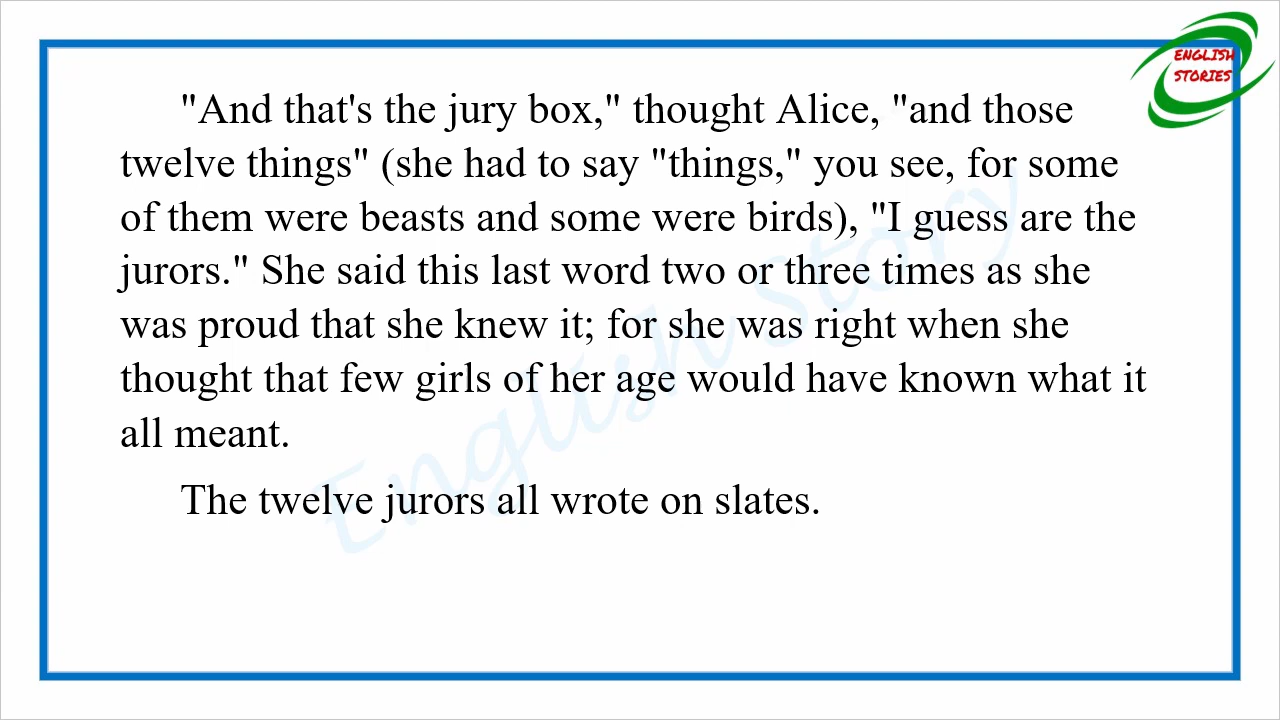 ENGLISH
STORIES
"And that's the jury box," thought Alice, "and those
twelve things" (she had to say "things," you see, for some
of them were beasts and some were birds), "I guess are the
jurors." She said this last word two or three times as she
was proud that she knew it; for she was right when she
thought that few girls of her age would have known what it
all meant.
The twelve jurors all wrote on slates.
English Story